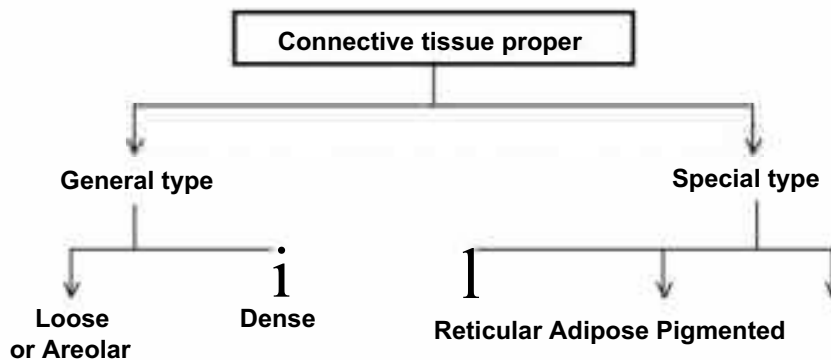 Connective tissue proper
General type
Special type
i
l
Loose
or Areolar
Dense
Reticular Adipose Pigmented